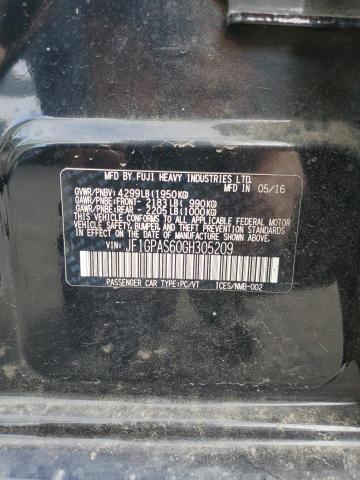 MFD BY FUJI HEAVY INDUSTRIES LTD.
MADE IN 05/16
GVWR/PNBV: 4299LB(1950KG)
GAWR/PNBE:FRONT- 2183LB( 990KG)
GAWR/PNBE:REAR - 2205LB(1000KG)
THIS VEHICLE CONFORMS TO ALL APPLICABLE
FEDERAL MOTOR
VEHICLE SAFETY, BUMPER, AND THEFT PREVENTION
STANDARDS IN EFFECT ON THE DATE OF MANUFACTURE
SHOWN ABOVE.
VIN: JF1GPAS60GH305209
PASSENGER CAR TYPE:PC/VT ICES/NMB-002